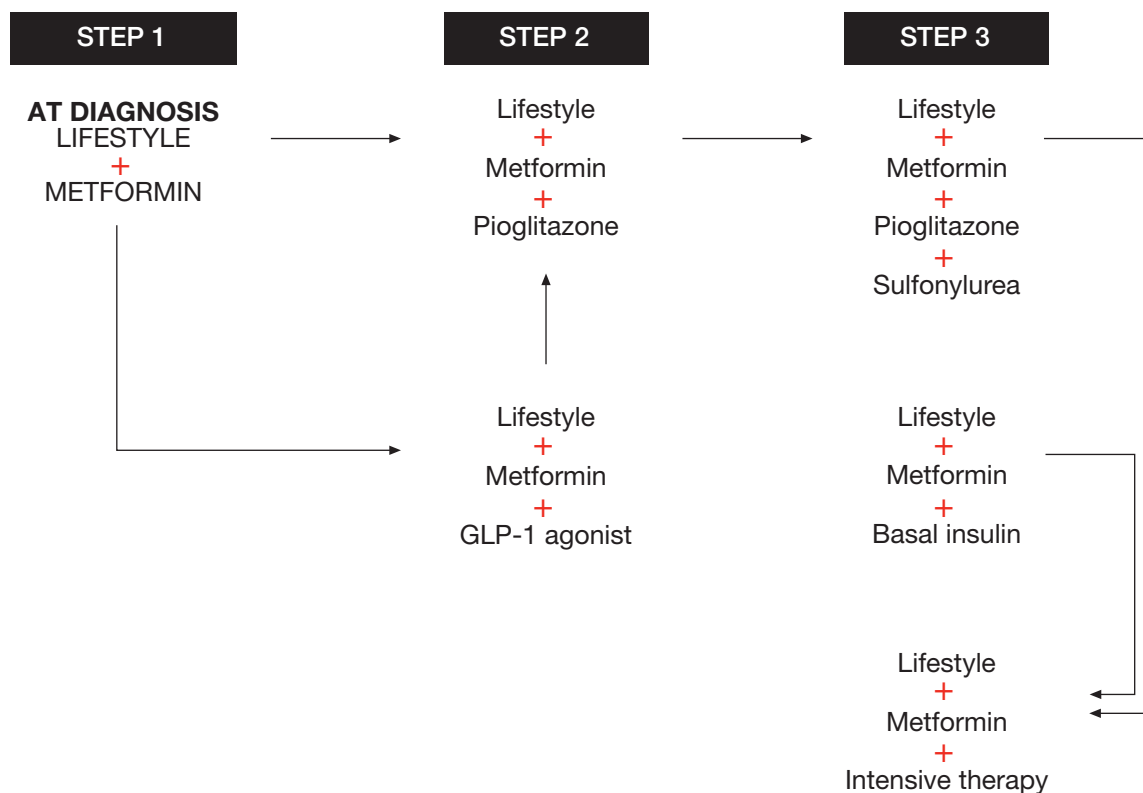 STEP 1
STEP 2
STEP 3
AT DIAGNOSIS
LIFESTYLE
+
METFORMIN
Lifestyle
+
Metformin
+
Pioglitazone
Lifestyle
+
Metformin
+
Pioglitazone
+
Sulfonylurea
Lifestyle
+
Metformin
+
GLP-1 agonist
Lifestyle
+
Metformin
+
Basal insulin
Lifestyle
+
Metformin
+
Intensive therapy